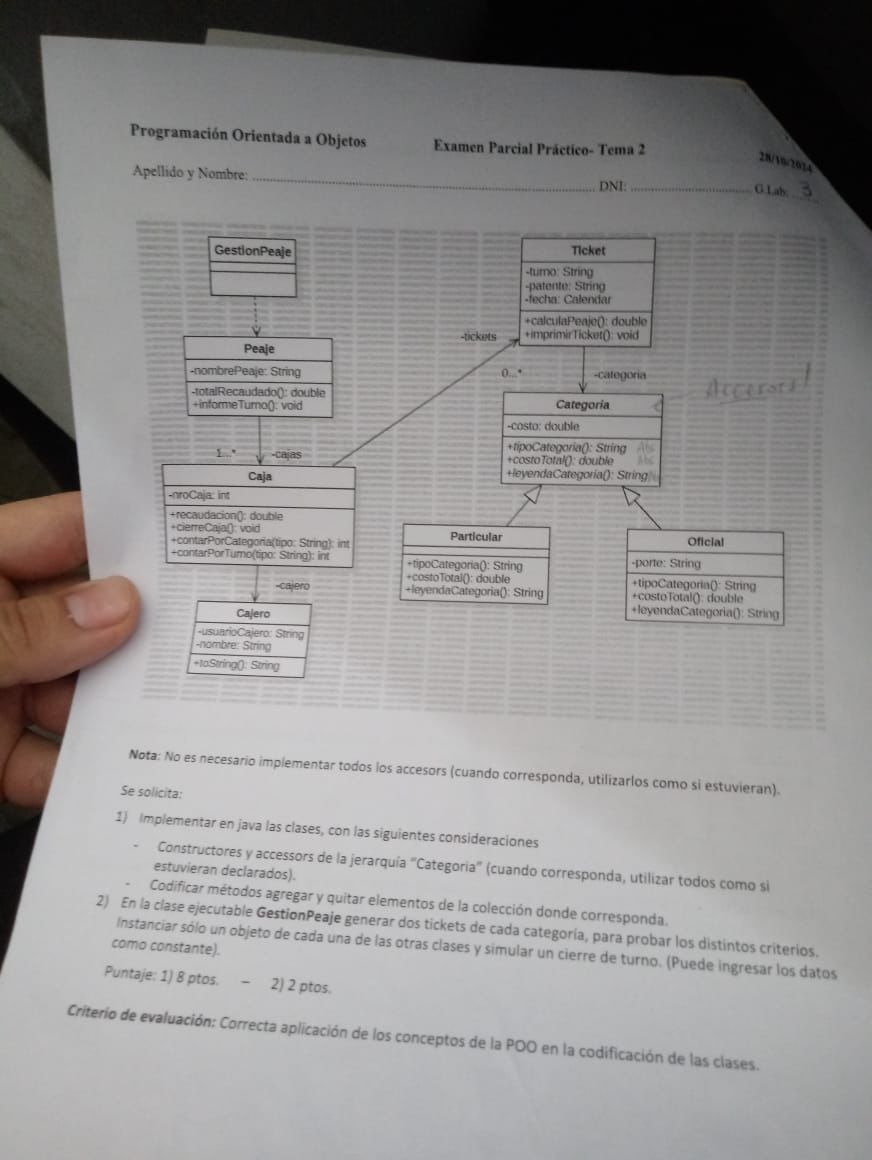 Programación Orientada a Objetos Examen Parcial Práctico- Tema 2 28/10/2024
Apellido y Nombre: DNI: G.Lab: 3
GestionPeaje
Peaje
-nombrePeaje: String
-totalRecaudado(): double
+informeTurno(): void
1...* -cajas
Caja
-nroCaja: int
+recaudacion(): double
+cierreCaja(): void
+contarPorCategoria(tipo: String): int
+contarPorTurno(tipo: String): int
-cajero
Cajero
-usuarioCajero: String
-nombre: String
+toString(): String
Ticket
-turno: String
-patente: String
-fecha: Calendar
+calculaPeaje(): double
+imprimirTicket(): void
-tickets
0...*
-categoria
Accesors!
Categoria
-costo: double
+tipoCategoria(): String Abs
+costoTotal(): double Abs
+leyendaCategoria(): String
Particular
+tipoCategoria(): String
+costoTotal(): double
+leyendaCategoria(): String
Oficial
-porte: String
+tipoCategoria(): String
+costoTotal(): double
+leyendaCategoria(): String
Nota: No es necesario implementar todos los accesors (cuando corresponda, utilizarlos como si estuvieran).
Se solicita:
1) Implementar en java las clases, con las siguientes consideraciones
- Constructores y accessors de la jerarquía "Categoria" (cuando corresponda, utilizar todos como si
estuvieran declarados).
- Codificar métodos agregar y quitar elementos de la colección donde corresponda.
2) En la clase ejecutable GestionPeaje generar dos tickets de cada categoría, para probar los distintos criterios.
Instanciar sólo un objeto de cada una de las otras clases y simular un cierre de turno. (Puede ingresar los datos
como constante).
Puntaje: 1) 8 ptos. – 2) 2 ptos.
Criterio de evaluación: Correcta aplicación de los conceptos de la POO en la codificación de las clases.